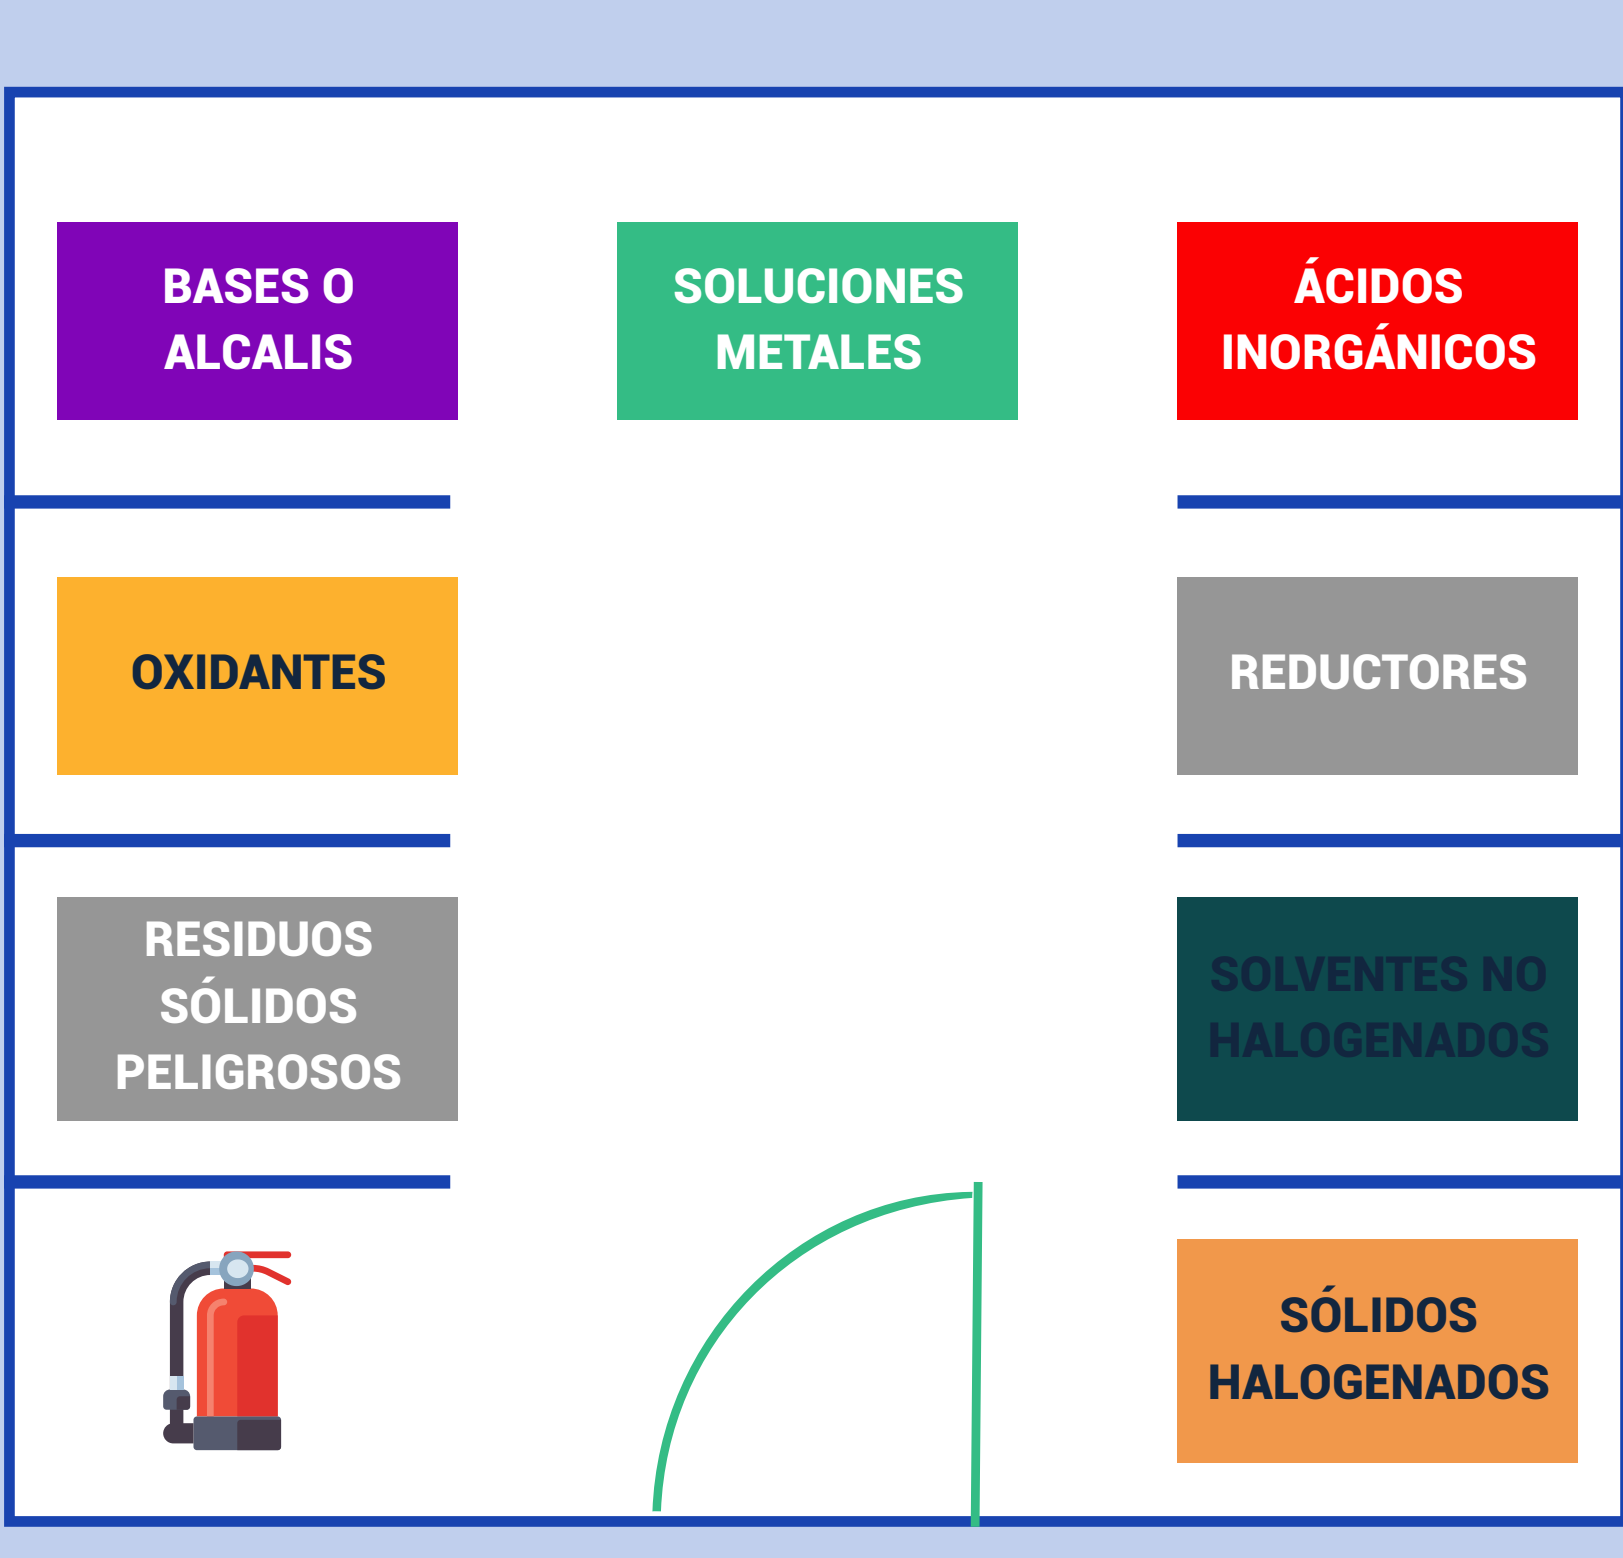 BASES O
ALCALIS
SOLUCIONES
METALES
ÁCIDOS
INORGÁNICOS
OXIDANTES
REDUCTORES
RESIDUOS
SÓLIDOS
PELIGROSOS
SOLVENTES NO
HALOGENADOS
SÓLIDOS
HALOGENADOS